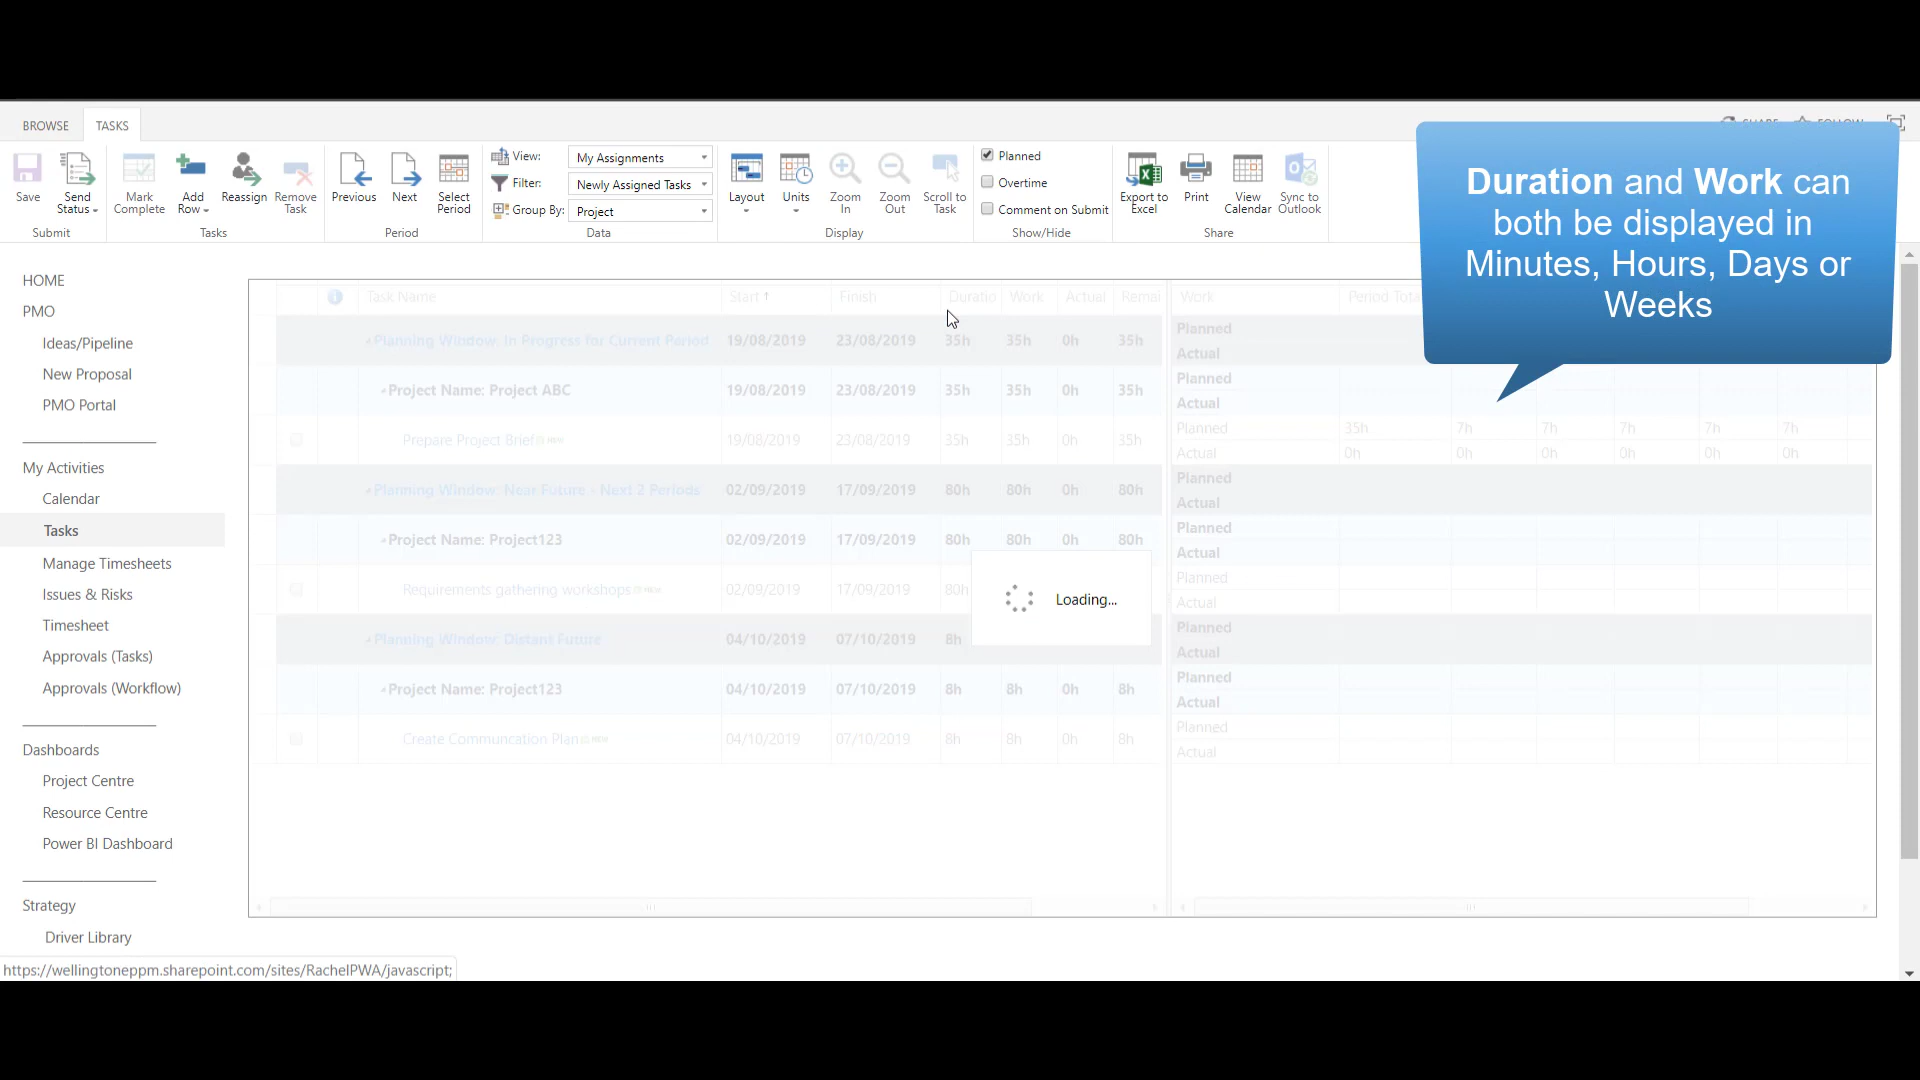 BROWSE TASKS
SHARE FOLLOW
Save
Send Status
Submit
Mark Complete
Add Row
Reassign
Remove Task
Tasks
Previous
Next
Select Period
Period
View: My Assignments
Filter: Newly Assigned Tasks
Group By: Project
Data
Layout
Units
Zoom In
Zoom Out
Scroll to Task
Display
Planned
Overtime
Comment on Submit
Show/Hide
Export to Excel
Print
View Calendar
Sync to Outlook
Share
Duration and Work can
both be displayed in
Minutes, Hours, Days or
Weeks
HOME
PMO
Ideas/Pipeline
New Proposal
PMO Portal
My Activities
Calendar
Tasks
Manage Timesheets
Issues & Risks
Timesheet
Approvals (Tasks)
Approvals (Workflow)
Dashboards
Project Centre
Resource Centre
Power BI Dashboard
Strategy
Driver Library
Task Name Start Finish Duratio Work Actual Remai
Planning Window: In Progress for Current Period 19/08/2019 23/08/2019 35h 35h 0h 35h
Project Name: Project ABC 19/08/2019 23/08/2019 35h 35h 0h 35h
Prepare Project Brief NEW 19/08/2019 23/08/2019 35h 35h 0h 35h
Planning Window: Near Future - Next 2 Periods 02/09/2019 17/09/2019 80h 80h 0h 80h
Project Name: Project123 02/09/2019 17/09/2019 80h 80h 0h 80h
Requirements gathering workshops NEW 02/09/2019 17/09/2019 80h
Planning Window: Distant Future 04/10/2019 07/10/2019 8h
Project Name: Project123 04/10/2019 07/10/2019 8h 8h 0h 8h
Create Communcation Plan NEW 04/10/2019 07/10/2019 8h 8h 0h 8h
Loading...
Work Period Tota
Planned
Actual
Planned
Actual
Planned 35h 7h 7h 7h 7h 7h
Actual 0h 0h 0h 0h 0h 0h
Planned
Actual
Planned
Actual
Planned
Actual
Planned
Actual
Planned
Actual
Planned
Actual
https://wellingtoneppm.sharepoint.com/sites/RachelPWA/javascript;